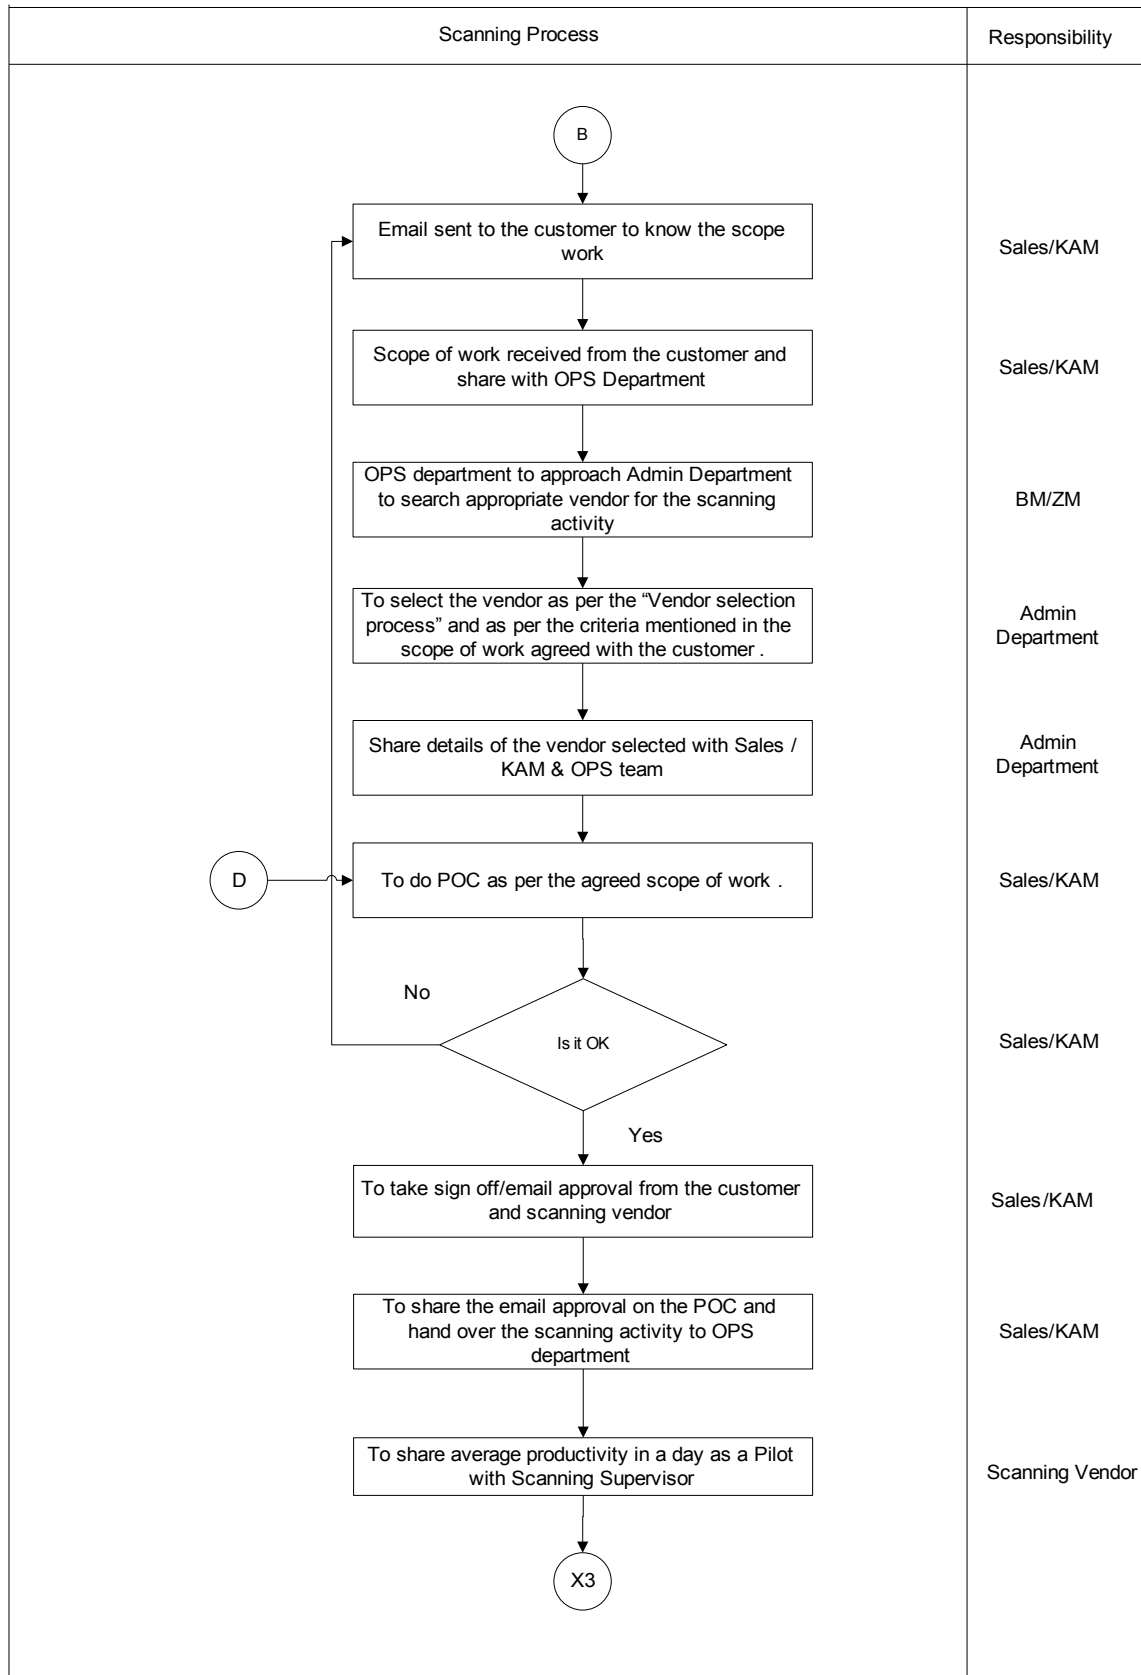 Scanning Process
Responsibility
B
Email sent to the customer to know the scope
work
Sales/KAM
Scope of work received from the customer and
share with OPS Department
Sales/KAM
OPS department to approach Admin Department
to search appropriate vendor for the scanning
activity
BM/ZM
To select the vendor as per the “Vendor selection
process” and as per the criteria mentioned in the
scope of work agreed with the customer .
Admin
Department
Share details of the vendor selected with Sales /
KAM & OPS team
Admin
Department
D
To do POC as per the agreed scope of work .
Sales/KAM
No
Is it OK
Sales/KAM
Yes
To take sign off/email approval from the customer
and scanning vendor
Sales/KAM
To share the email approval on the POC and
hand over the scanning activity to OPS
department
Sales/KAM
To share average productivity in a day as a Pilot
with Scanning Supervisor
Scanning Vendor
X3